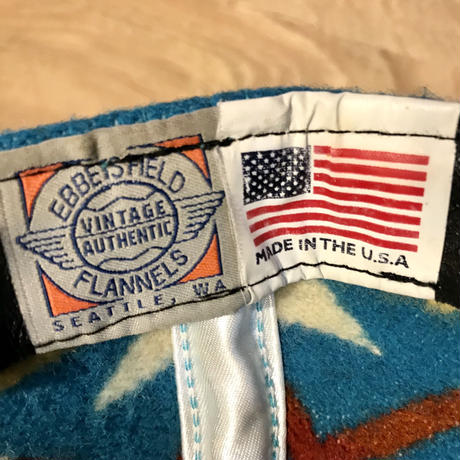 EBBETSFIELD
VINTAGE
AUTHENTIC
FLANNELS
SEATTLE, WA
MADE IN THE U.S.A